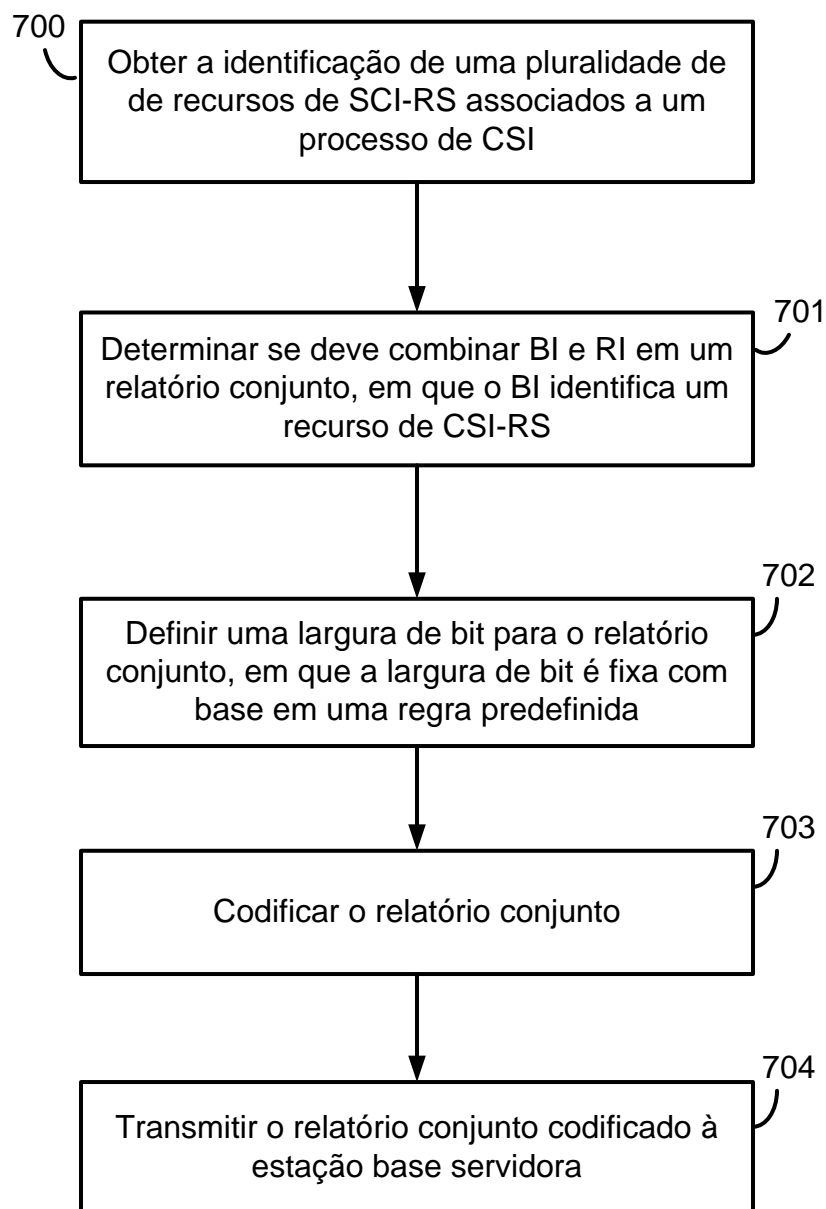 700
Obter a identificação de uma pluralidade de
de recursos de SCI-RS associados a um
processo de CSI
701
Determinar se deve combinar BI e RI em um
relatório conjunto, em que o BI identifica um
recurso de CSI-RS
702
Definir uma largura de bit para o relatório
conjunto, em que a largura de bit é fixa com
base em uma regra predefinida
703
Codificar o relatório conjunto
704
Transmitir o relatório conjunto codificado à
estação base servidora